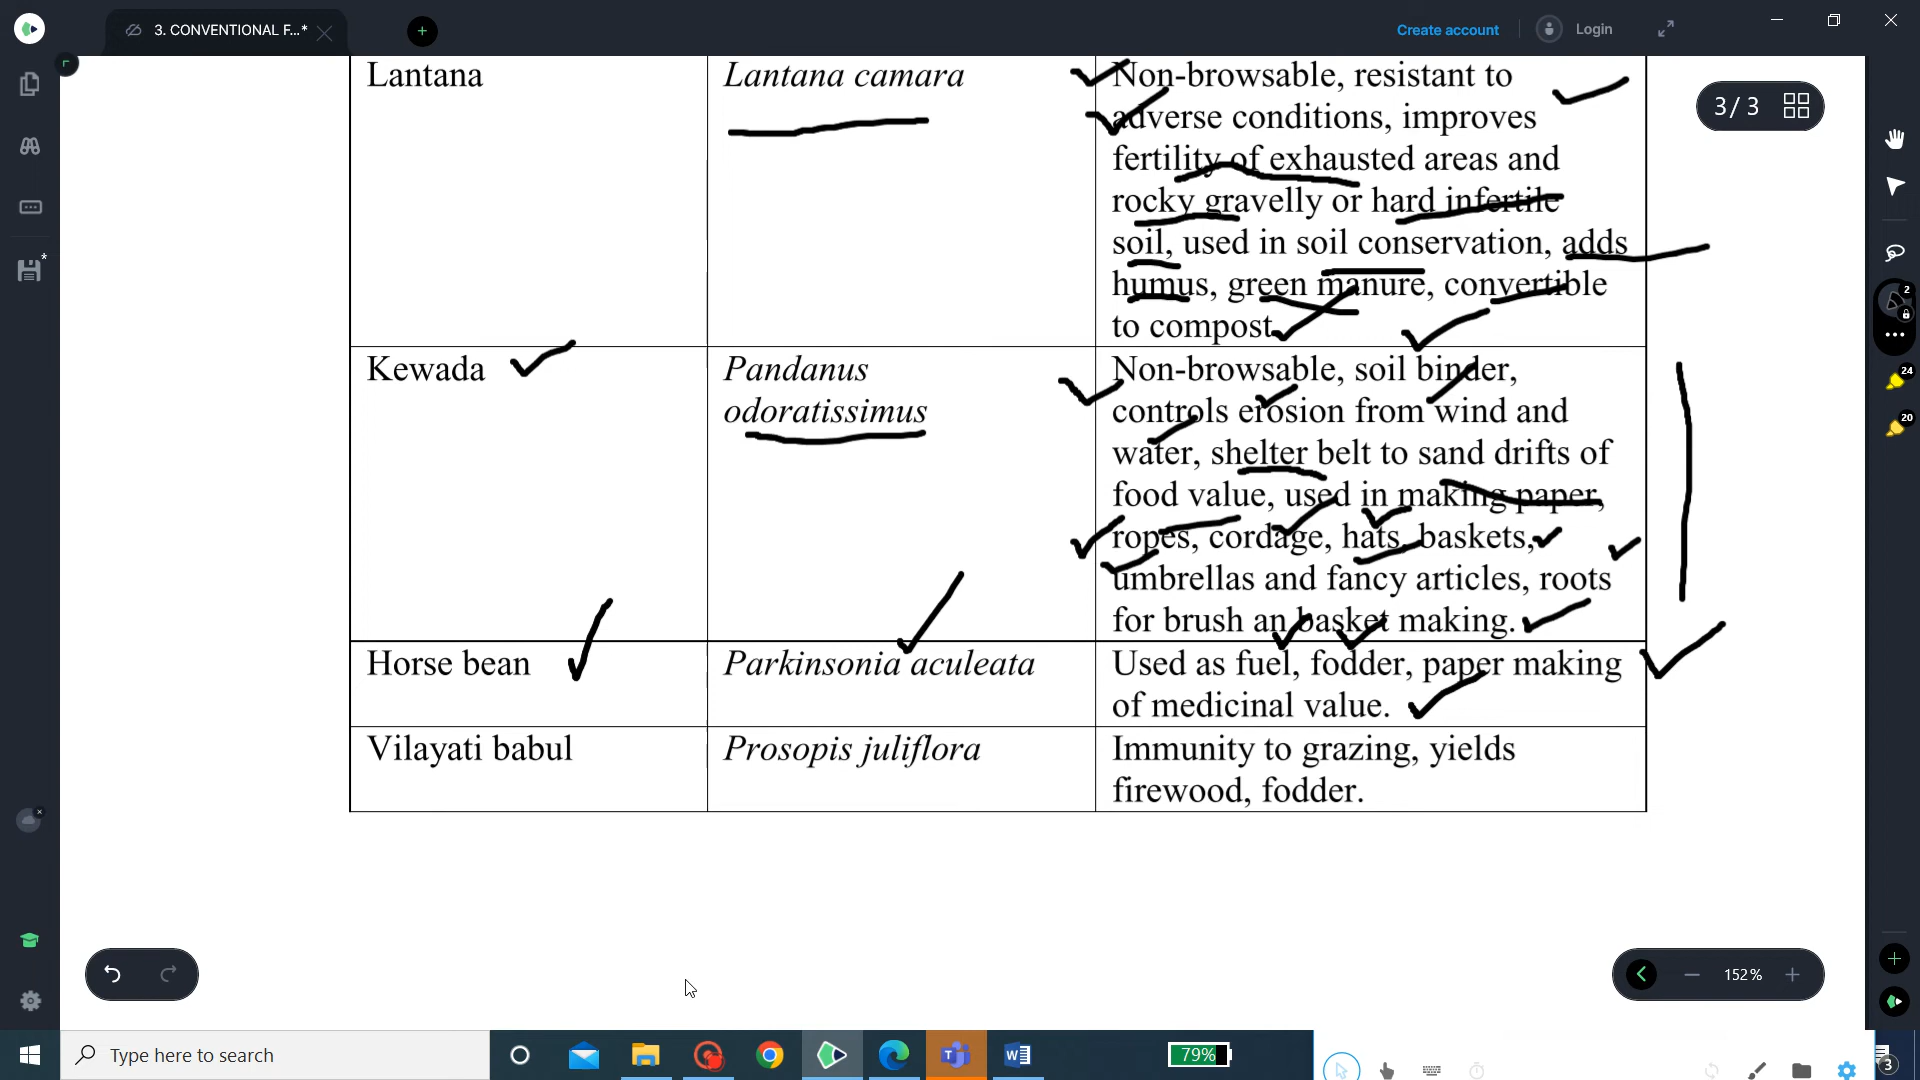 3. CONVENTIONAL F...*
Create account
Login
3/3
Lantana
Lantana camara
Non-browsable, resistant to
adverse conditions, improves
fertility of exhausted areas and
rocky gravelly or hard infertile
soil, used in soil conservation, adds
humus, green manure, convertible
to compost
Kewada
Pandanus
odoratissimus
Non-browsable, soil binder,
controls erosion from wind and
water, shelter belt to sand drifts of
food value, used in making paper,
ropes, cordage, hats, baskets,
umbrellas and fancy articles, roots
for brush an basket making.
Horse bean
Parkinsonia aculeata
Used as fuel, fodder, paper making
of medicinal value.
Vilayati babul
Prosopis juliflora
Immunity to grazing, yields
firewood, fodder.
2
24
20
152%
Type here to search
79%
3